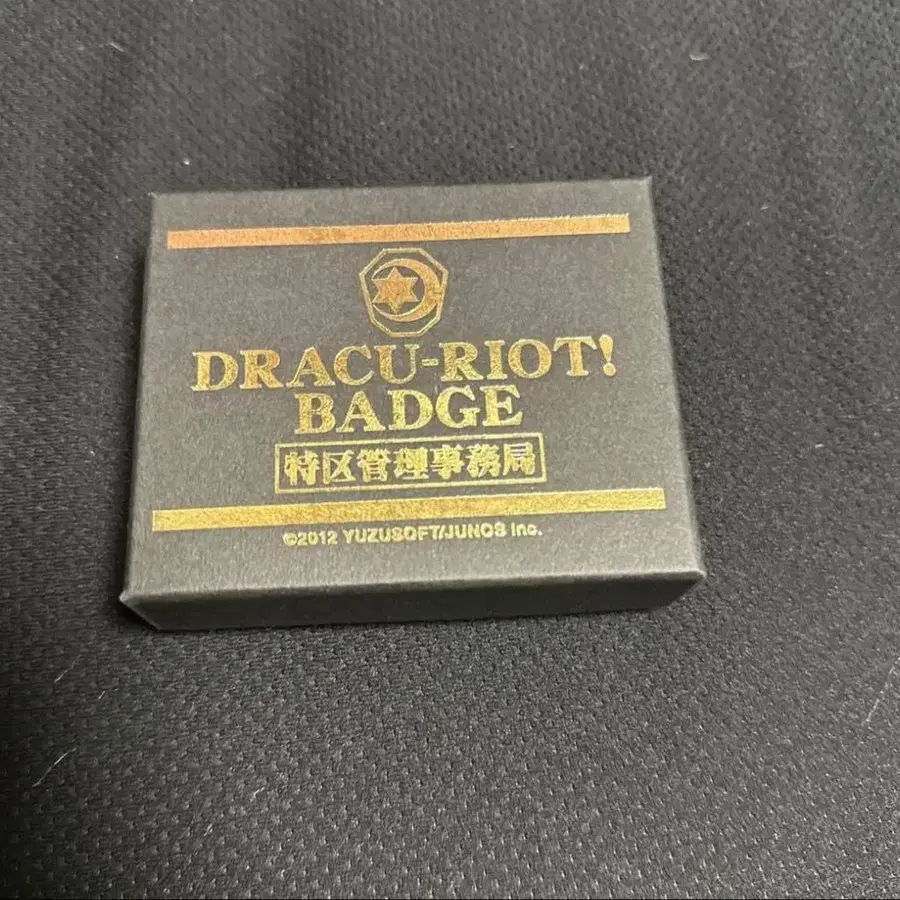 DRACU-RIOT!
BADGE
特区管理事務局
©2012 YUZUSOFT/JUNOS Inc.